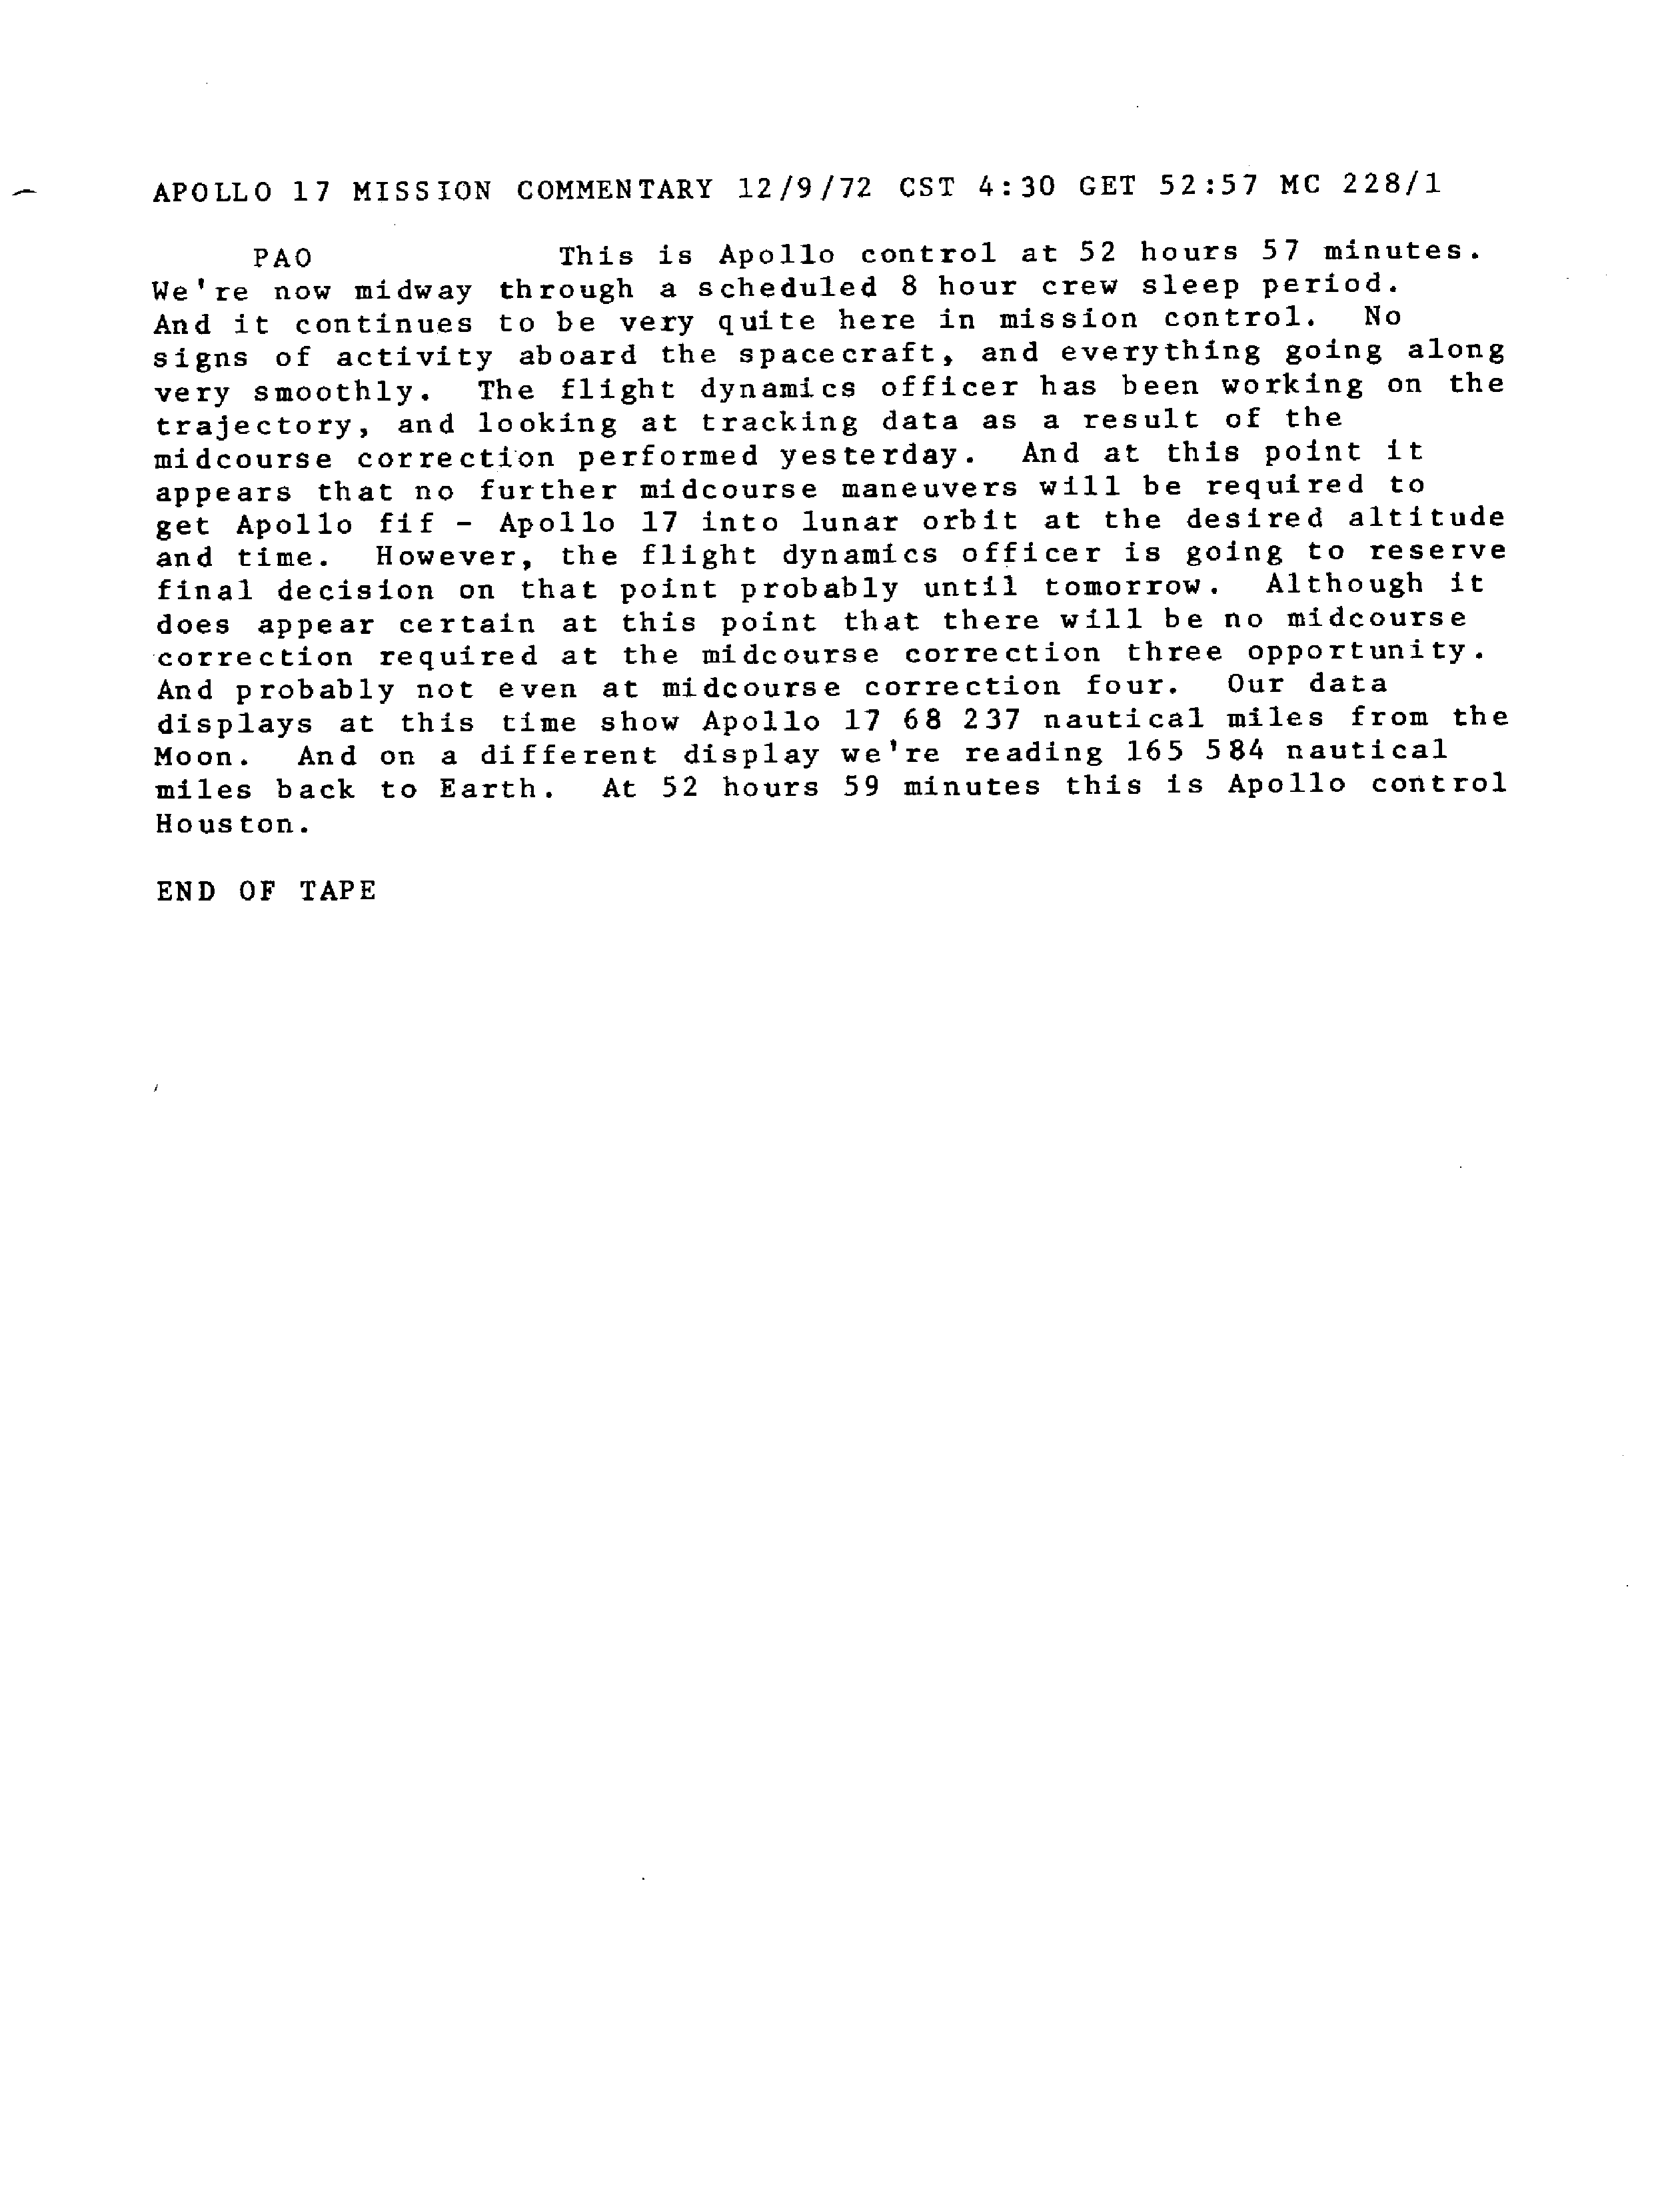 APOLLO 17 MISSION COMMENTARY 12/9/72 CST 4:30 GET 52:57 MC 228/1
PAO This is Apollo control at 52 hours 57 minutes.
We're now midway through a scheduled 8 hour crew sleep period.
And it continues to be very quite here in mission control. No
signs of activity aboard the spacecraft, and everything going along
very smoothly. The flight dynamics officer has been working on the
trajectory, and looking at tracking data as a result of the
midcourse correction performed yesterday. And at this point it
appears that no further midcourse maneuvers will be required to
get Apollo fif - Apollo 17 into lunar orbit at the desired altitude
and time. However, the flight dynamics officer is going to reserve
final decision on that point probably until tomorrow. Although it
does appear certain at this point that there will be no midcourse
correction required at the midcourse correction three opportunity.
And probably not even at midcourse correction four. Our data
displays at this time show Apollo 17 68 237 nautical miles from the
Moon. And on a different display we're reading 165 584 nautical
miles back to Earth. At 52 hours 59 minutes this is Apollo control
Houston.
END OF TAPE